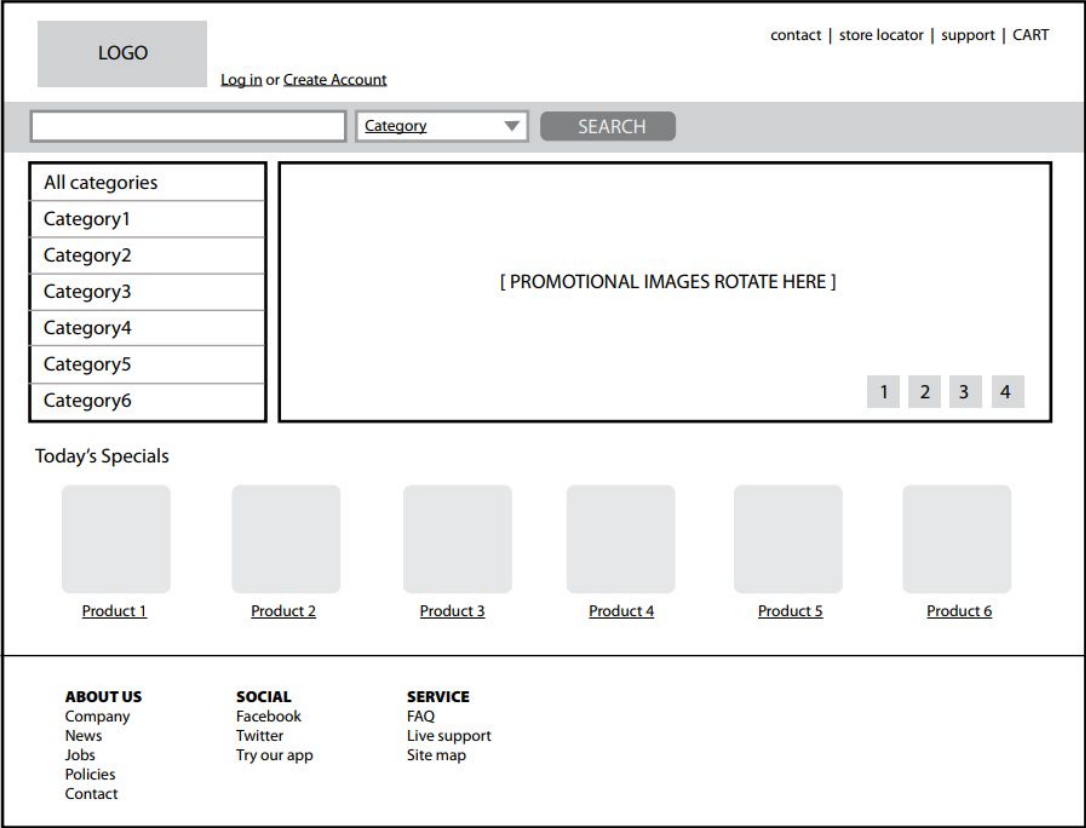 LOGO
contact | store locator | support | CART
Log in or Create Account
Category
SEARCH
All categories
Category1
Category2
Category3
Category4
Category5
Category6
[ PROMOTIONAL IMAGES ROTATE HERE ]
1 2 3 4
Today’s Specials
Product 1 Product 2 Product 3 Product 4 Product 5 Product 6
ABOUT US
Company
News
Jobs
Policies
Contact
SOCIAL
Facebook
Twitter
Try our app
SERVICE
FAQ
Live support
Site map